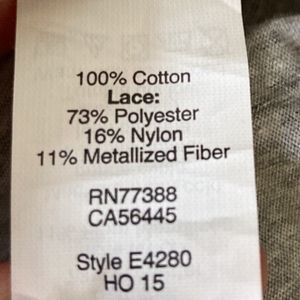 100% Cotton
Lace:
73% Polyester
16% Nylon
11% Metallized Fiber
RN77388
CA56445
Style E4280
HO 15